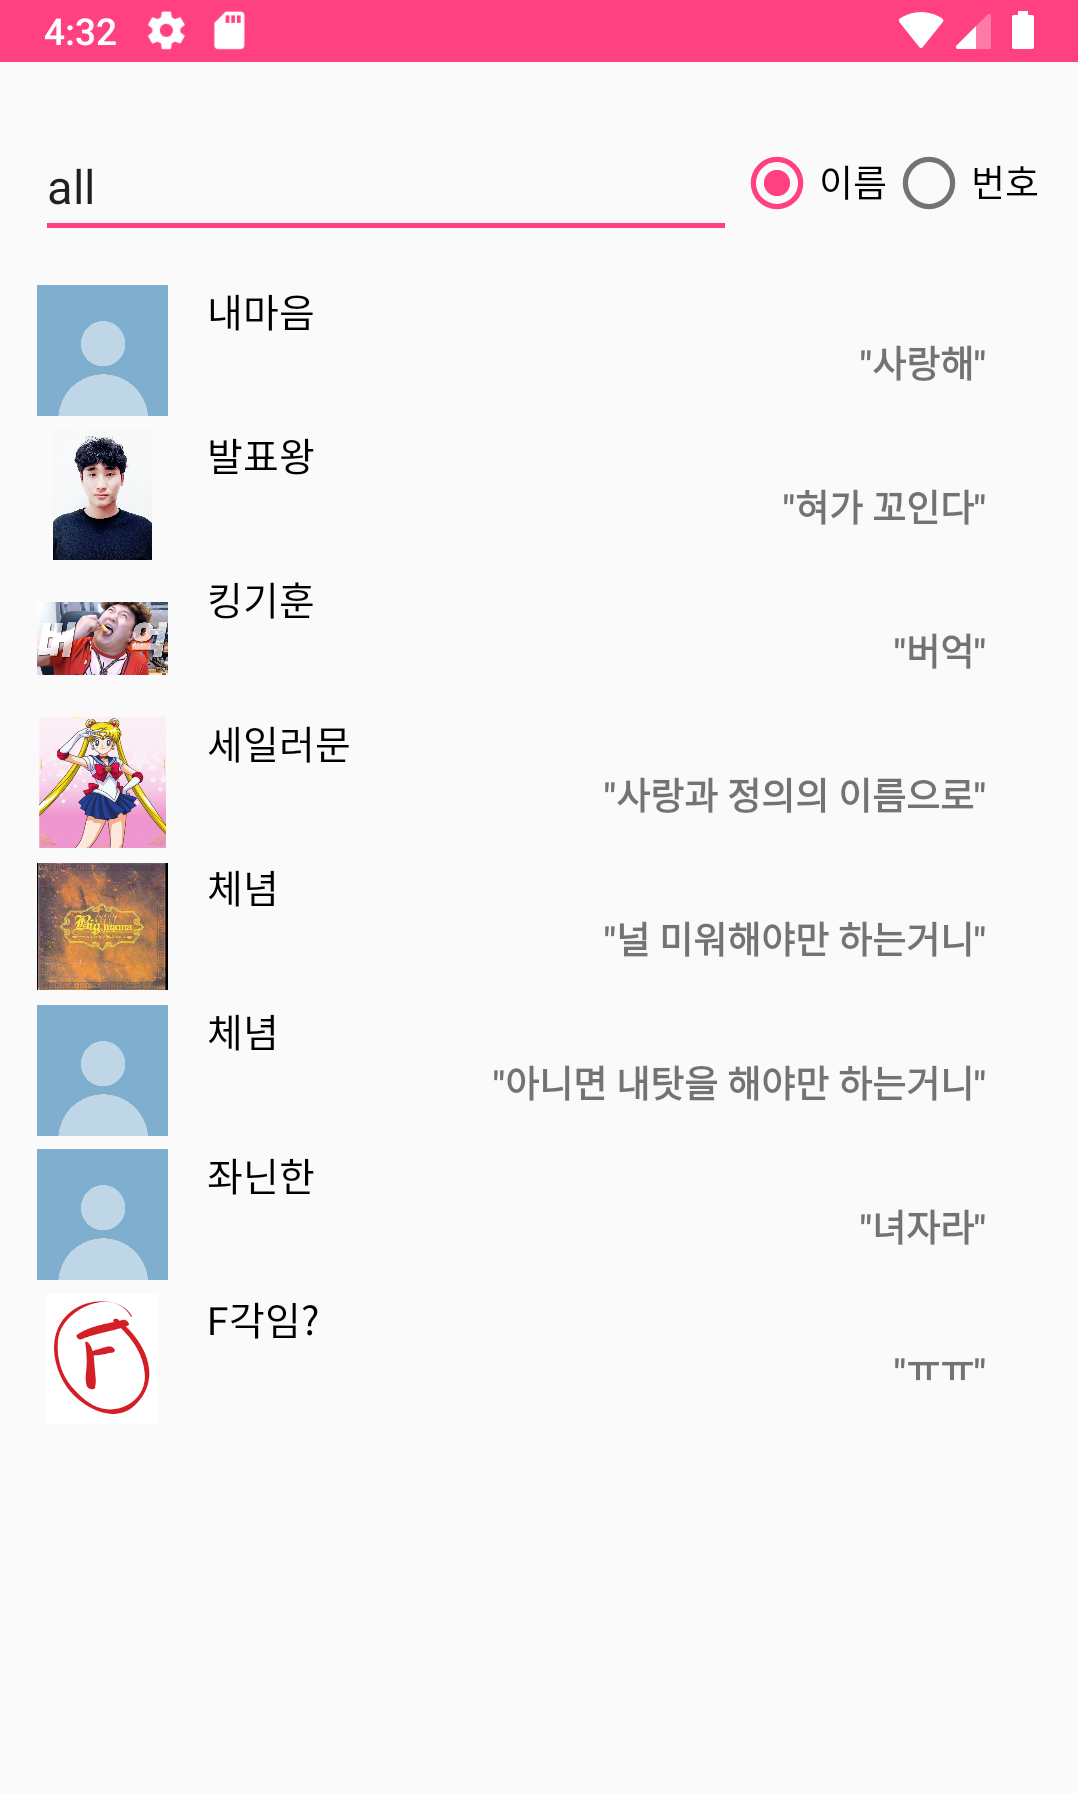 4:32
all
이름 번호
내마음
"사랑해"
발표왕
"혀가 꼬인다"
킹기훈
버억
"버억"
세일러문
"사랑과 정의의 이름으로"
체념
Big mama
"널 미워해야만 하는거니"
체념
"아니면 내탓을 해야만 하는거니"
좌닌한
"녀자라"
F각임?
F
"ㅠㅠ"